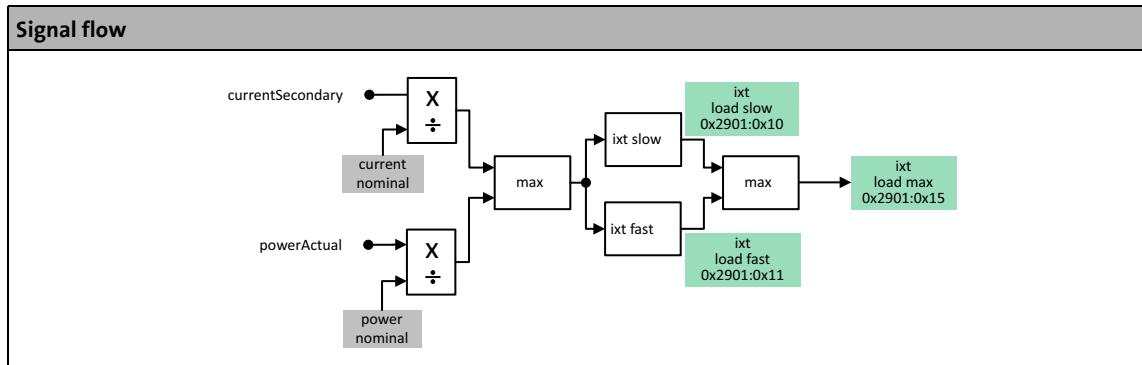 Signal flow
currentSecondary
X
÷
current
nominal
max
ixt slow
ixt
load slow
0x2901:0x10
max
ixt
load max
0x2901:0x15
ixt fast
ixt
load fast
0x2901:0x11
powerActual
X
÷
power
nominal